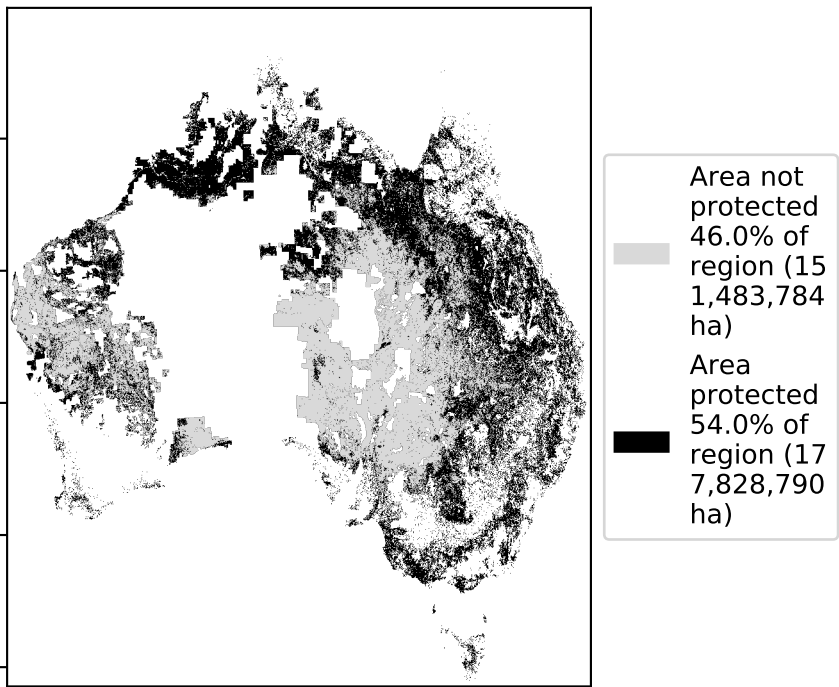 Area not
protected
46.0% of
region (15
1,483,784
ha)
Area
protected
54.0% of
region (17
7,828,790
ha)